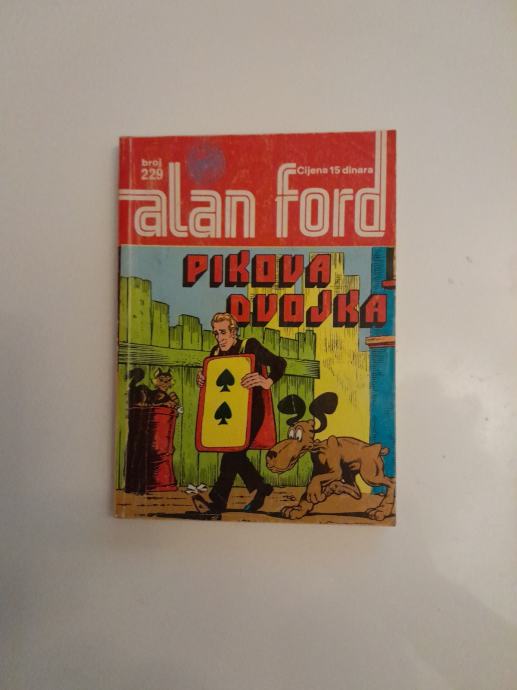 broj
229
Cijena 15 dinara
alan ford
PIKOVA
DVOJKA